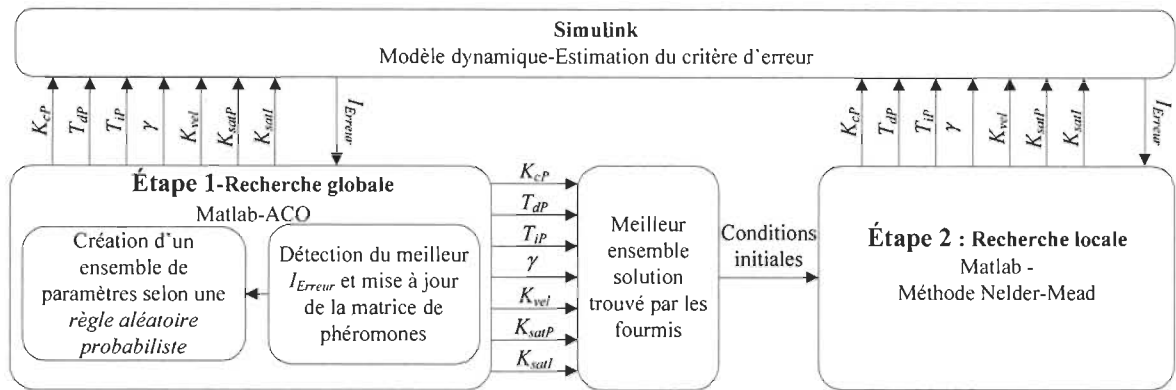 Simulink
Modèle dynamique-Estimation du critère d'erreur
K_cP
T_dP
T_iP
γ
K_vel
K_satP
K_satI
I_Erreur
K_cP
T_dP
T_iP
γ
K_vel
K_satP
K_satI
I_Erreur
Étape 1-Recherche globale
Matlab-ACO
Création d'un
ensemble de
paramètres selon une
règle aléatoire
probabiliste
Détection du meilleur
I_Erreur et mise à jour
de la matrice de
phéromones
K_cP
T_dP
T_iP
γ
K_vel
K_satP
K_satI
Meilleur
ensemble
solution
trouvé par les
fourmis
Conditions
initiales
Étape 2 : Recherche locale
Matlab -
Méthode Nelder-Mead